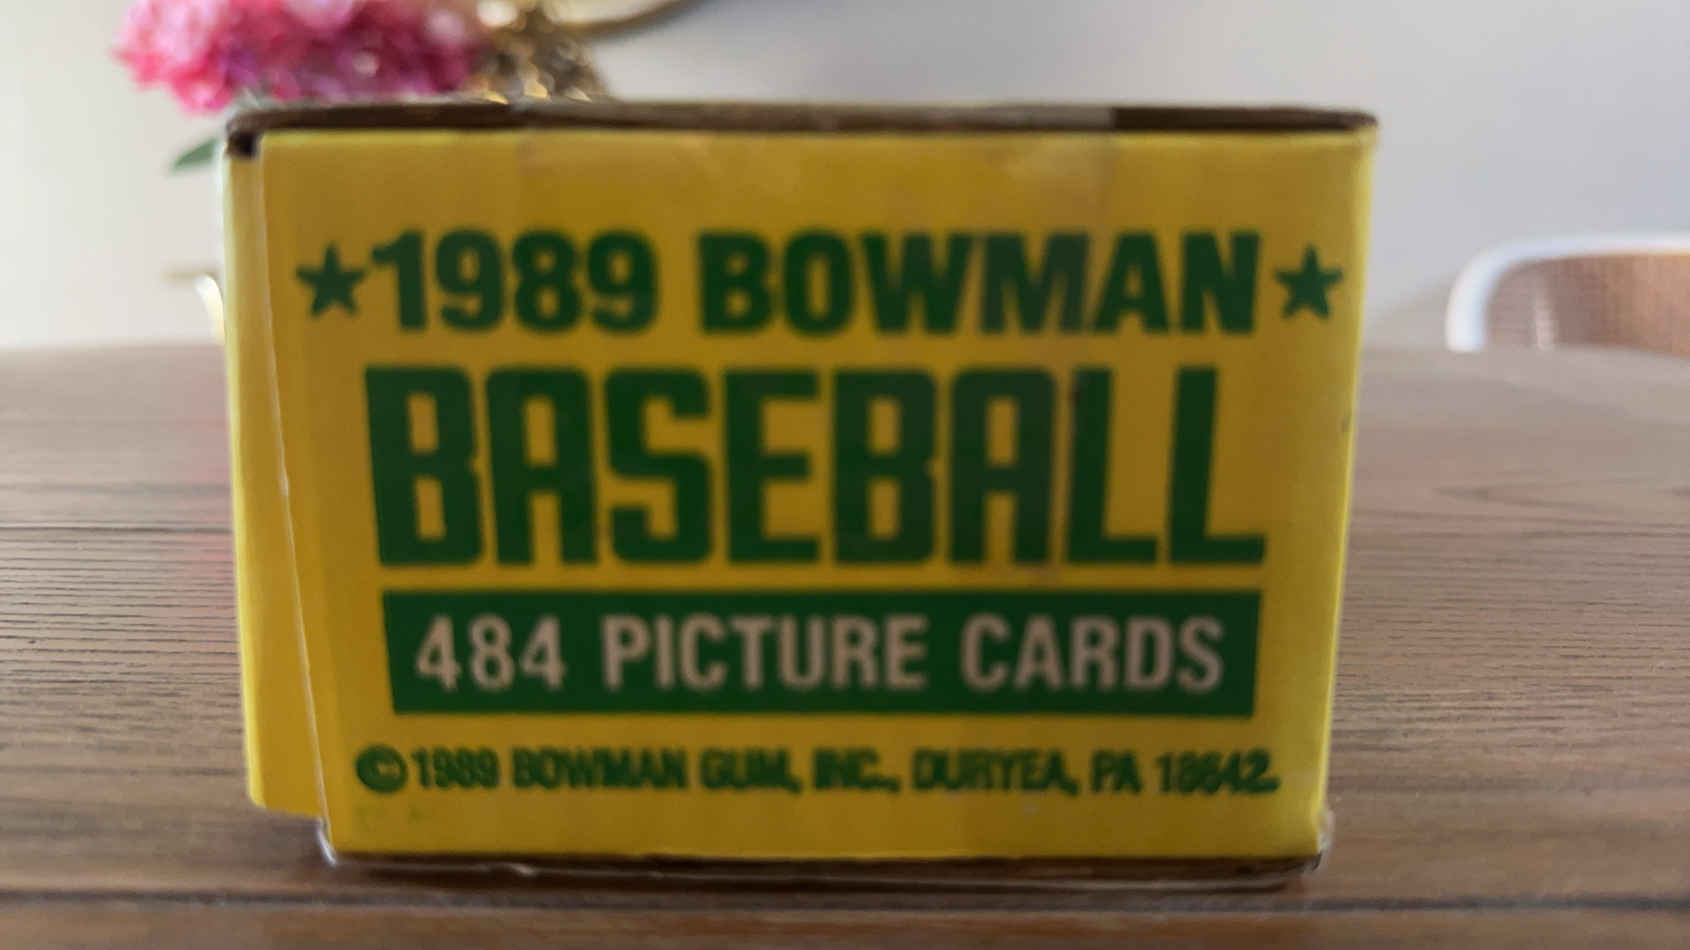 ★1989 BOWMAN★
BASEBALL
484 PICTURE CARDS
© 1989 BOWMAN GUM, INC., DURYEA, PA 18642.